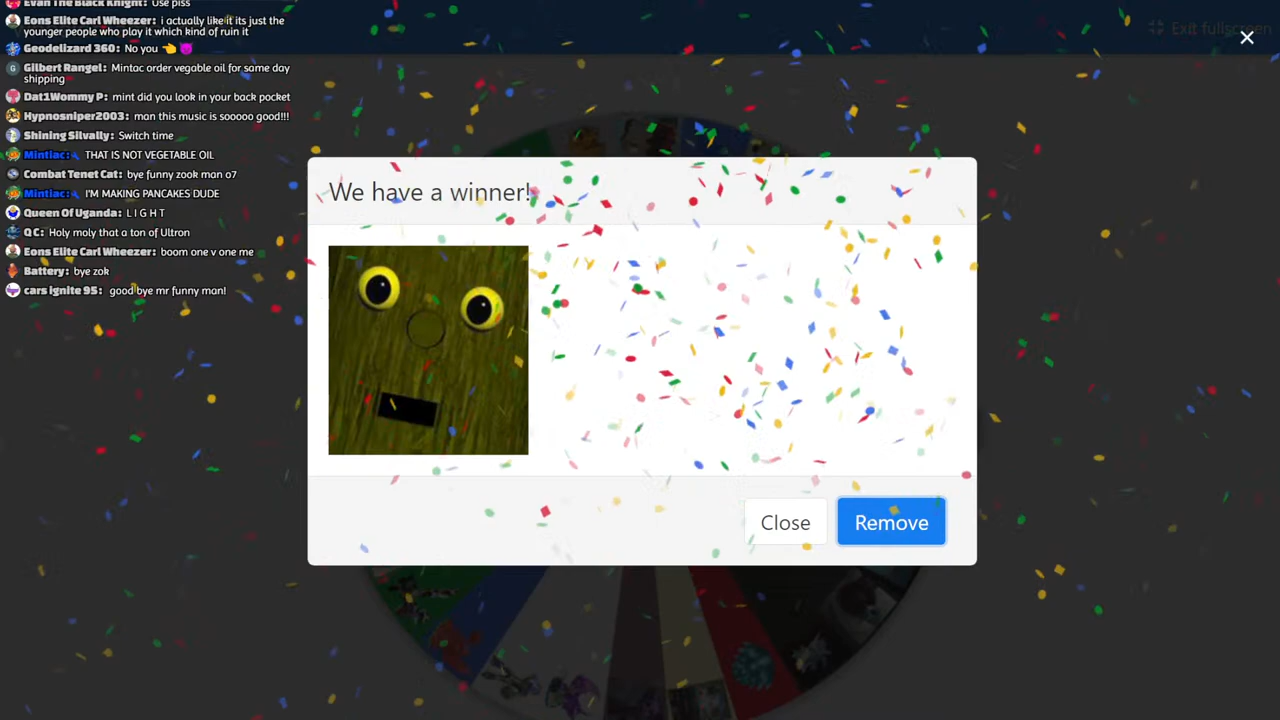 Evan The Black Knight: Use piss
Eons Elite Carl Wheezer: i actually like it its just the
younger people who play it which kind of ruin it
Geodelizard 360: No you 👈😈
G Gilbert Rangel: Mintac order vegable oil for same day
shipping
Dat1Wommy P: mint did you look in your back pocket
Hypnosniper2003: man this music is sooooo good!!!
Shining Silvally: Switch time
Mintiac: THAT IS NOT VEGETABLE OIL
Combat Tenet Cat: bye funny zook man o7
Mintiac: I'M MAKING PANCAKES DUDE
Queen Of Uganda: L I G H T
QC: Holy moly that a ton of Ultron
Eons Elite Carl Wheezer: boom one v one me
Battery: bye zok
cars ignite 95: good bye mr funny man!
Exit fullscreen
We have a winner!
Close
Remove